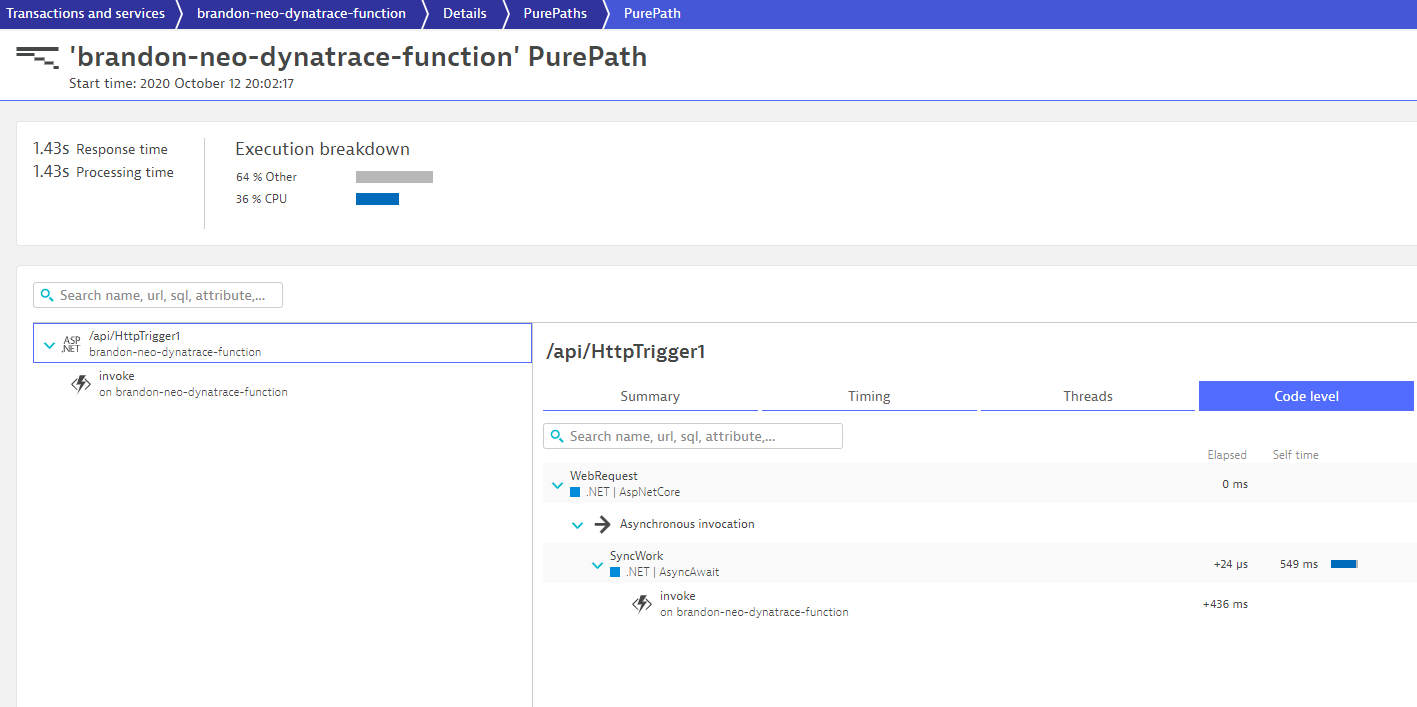 Transactions and services brandon-neo-dynatrace-function Details PurePaths PurePath
'brandon-neo-dynatrace-function' PurePath
Start time: 2020 October 12 20:02:17
1.43s Response time
1.43s Processing time
Execution breakdown
64 % Other
36 % CPU
Search name, url, sql, attribute,...
ASP .NET
/api/HttpTrigger1
brandon-neo-dynatrace-function
invoke
on brandon-neo-dynatrace-function
/api/HttpTrigger1
Summary Timing Threads Code level
Search name, url, sql, attribute,...
Elapsed Self time
WebRequest
.NET | AspNetCore 0 ms
Asynchronous invocation
SyncWork
.NET | AsyncAwait +24 µs 549 ms
invoke
on brandon-neo-dynatrace-function +436 ms